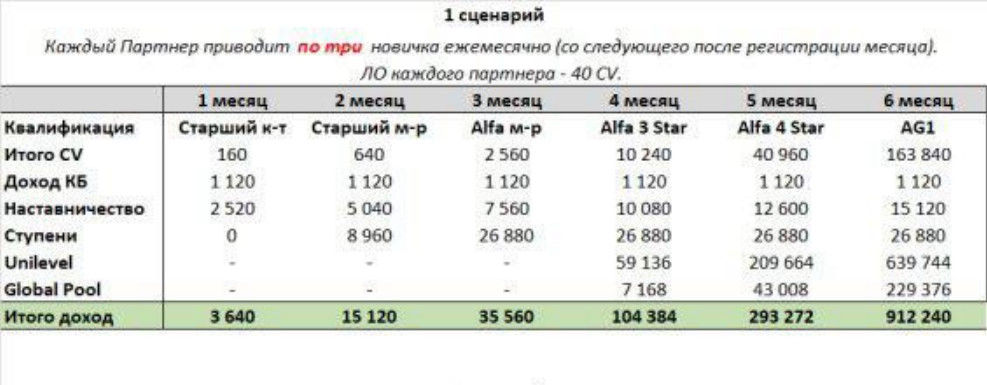 1 сценарий
Каждый Партнер приводит по три новичка ежемесячно (со следующего после регистрации месяца).
ЛО каждого партнера - 40 CV.
1 месяц 2 месяц 3 месяц 4 месяц 5 месяц 6 месяц
Квалификация Старший к-т Старший м-р Alfa м-р Alfa 3 Star Alfa 4 Star AG1
Итого CV 160 640 2 560 10 240 40 960 163 840
Доход КБ 1 120 1 120 1 120 1 120 1 120 1 120
Наставничество 2 520 5 040 7 560 10 080 12 600 15 120
Ступени 0 8 960 26 880 26 880 26 880 26 880
Unilevel - - - 59 136 209 664 639 744
Global Pool - - - 7 168 43 008 229 376
Итого доход 3 640 15 120 35 560 104 384 293 272 912 240